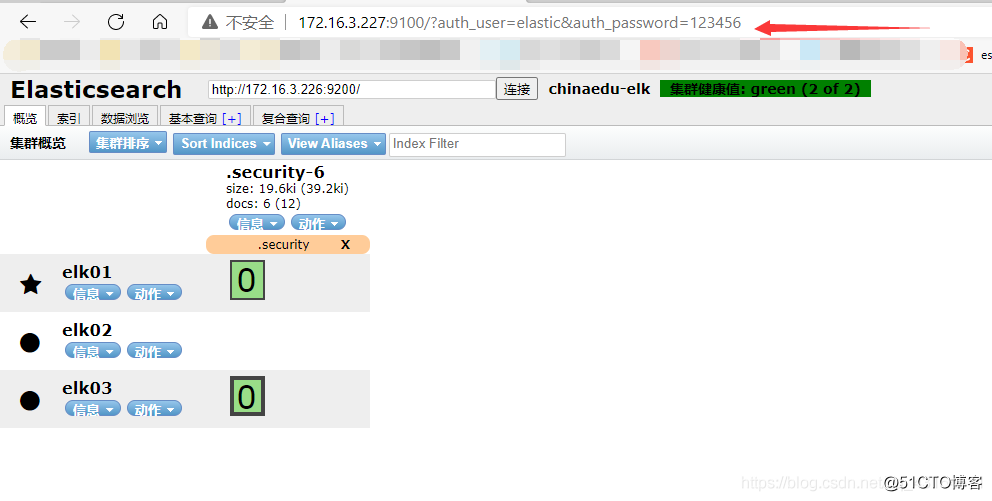 不安全 172.16.3.227:9100/?auth_user=elastic&auth_password=123456
es
Elasticsearch http://172.16.3.226:9200/ 连接 chinaedu-elk 集群健康值: green (2 of 2)
概览 索引 数据浏览 基本查询 [+] 复合查询 [+]
集群概览 集群排序 Sort Indices View Aliases Index Filter
.security-6
size: 19.6ki (39.2ki)
docs: 6 (12)
信息 动作
.security X
elk01 0
信息 动作
elk02
信息 动作
elk03 0
信息 动作
https://blog.csdn.net @51CTO博客